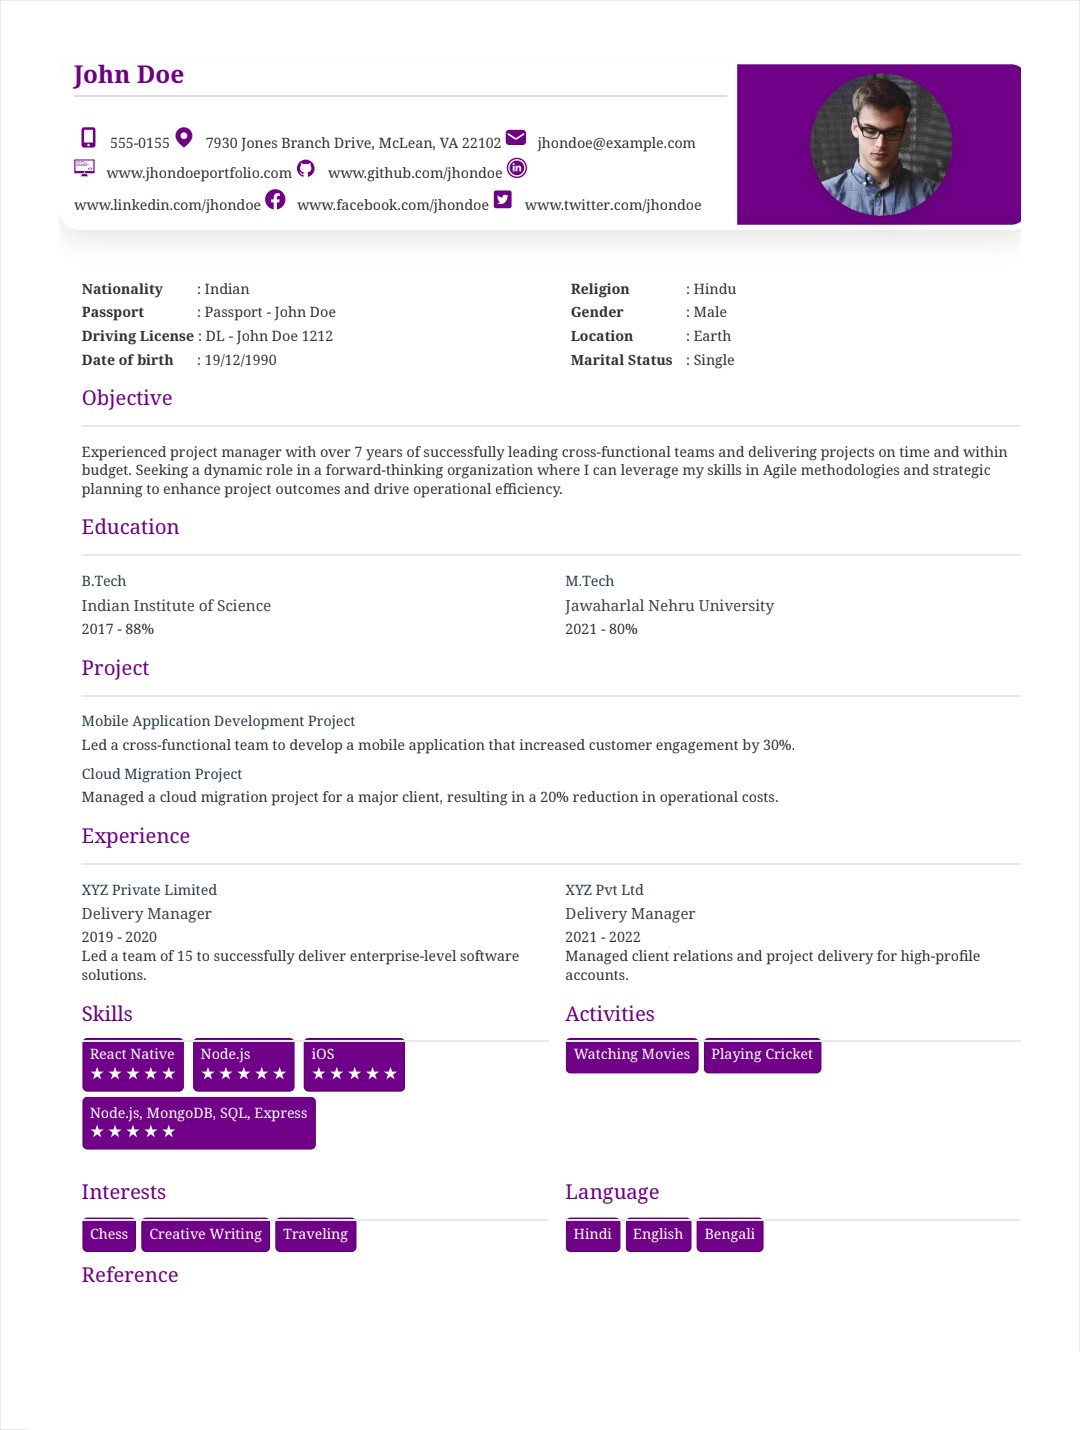 John Doe
555-0155 7930 Jones Branch Drive, McLean, VA 22102 jhondoe@example.com
www.jhondoeportfolio.com www.github.com/jhondoe
www.linkedin.com/jhondoe www.facebook.com/jhondoe www.twitter.com/jhondoe
Nationality : Indian
Passport : Passport - John Doe
Driving License : DL - John Doe 1212
Date of birth : 19/12/1990
Religion : Hindu
Gender : Male
Location : Earth
Marital Status : Single
Objective
Experienced project manager with over 7 years of successfully leading cross-functional teams and delivering projects on time and within
budget. Seeking a dynamic role in a forward-thinking organization where I can leverage my skills in Agile methodologies and strategic
planning to enhance project outcomes and drive operational efficiency.
Education
B.Tech
Indian Institute of Science
2017 - 88%
M.Tech
Jawaharlal Nehru University
2021 - 80%
Project
Mobile Application Development Project
Led a cross-functional team to develop a mobile application that increased customer engagement by 30%.
Cloud Migration Project
Managed a cloud migration project for a major client, resulting in a 20% reduction in operational costs.
Experience
XYZ Private Limited
Delivery Manager
2019 - 2020
Led a team of 15 to successfully deliver enterprise-level software
solutions.
XYZ Pvt Ltd
Delivery Manager
2021 - 2022
Managed client relations and project delivery for high-profile
accounts.
Skills
React Native Node.js iOS
★★★★★ ★★★★★ ★★★★★
Node.js, MongoDB, SQL, Express
★★★★★
Activities
Watching Movies Playing Cricket
Interests
Chess Creative Writing Traveling
Language
Hindi English Bengali
Reference